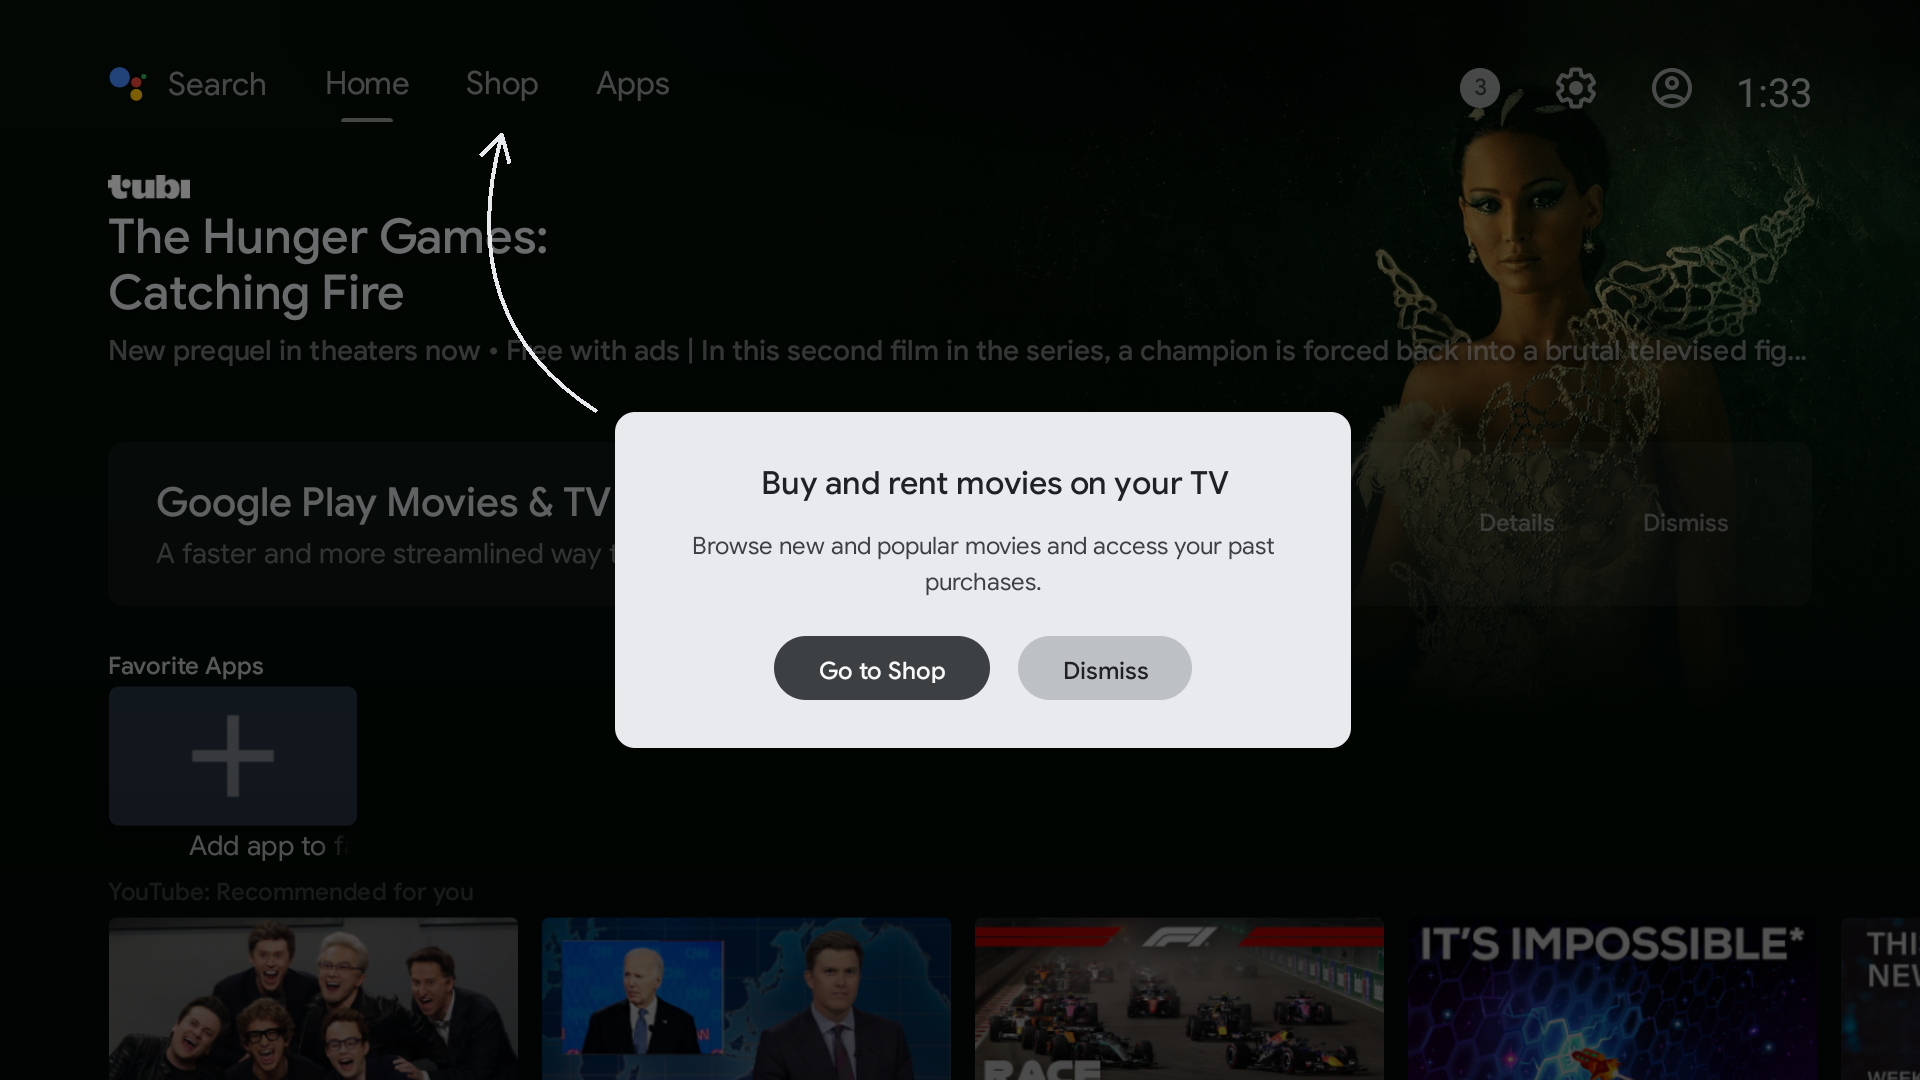 Search Home Shop Apps 3 1:33
tubi
The Hunger Games:
Catching Fire
New prequel in theaters now • Free with ads | In this second film in the series, a champion is forced back into a brutal televised fig...
Google Play Movies & TV
A faster and more streamlined way
Details Dismiss
Buy and rent movies on your TV
Browse new and popular movies and access your past
purchases.
Go to Shop Dismiss
Favorite Apps
Add app to
YouTube: Recommended for you
IT'S IMPOSSIBLE*
RACE